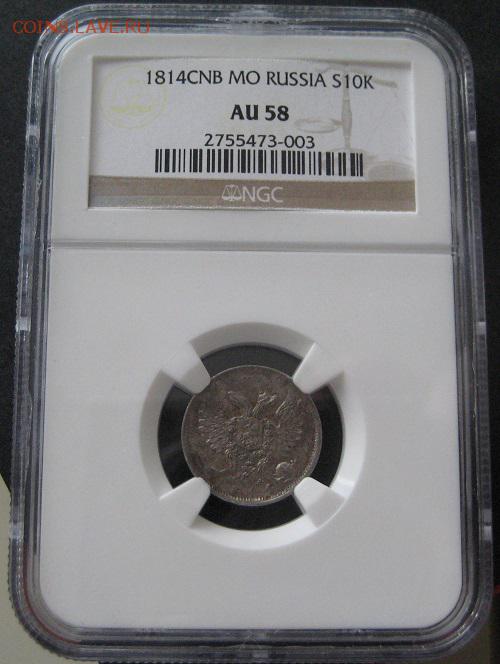 COINS.LAVE.RU
1814CNB MO RUSSIA S10K
AU 58
2755473-003
NGC